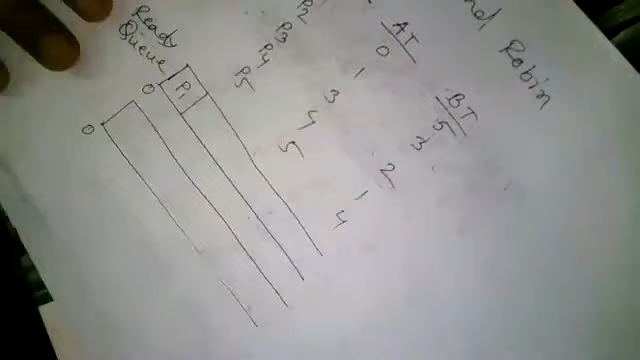 nd Robin
AT BT
0 5
P2 1 3
P3 3 2
P4 4 1
P5 5 4
Ready
Queue
0 P1
0